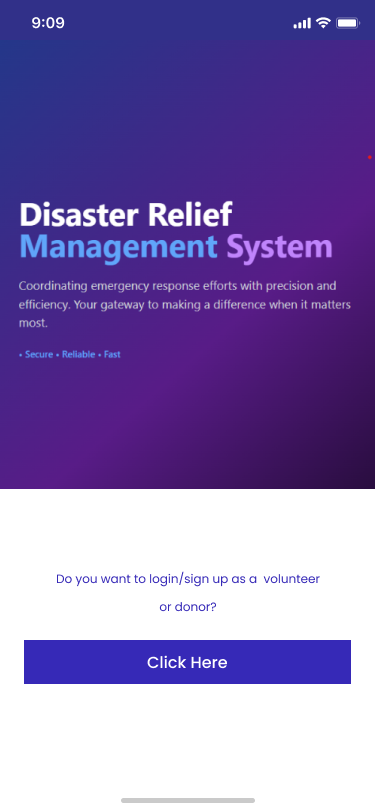 9:09
Disaster Relief
Management System
Coordinating emergency response efforts with precision and
efficiency. Your gateway to making a difference when it matters
most.
• Secure • Reliable • Fast
Do you want to login/sign up as a  volunteer
or donor?
Click Here